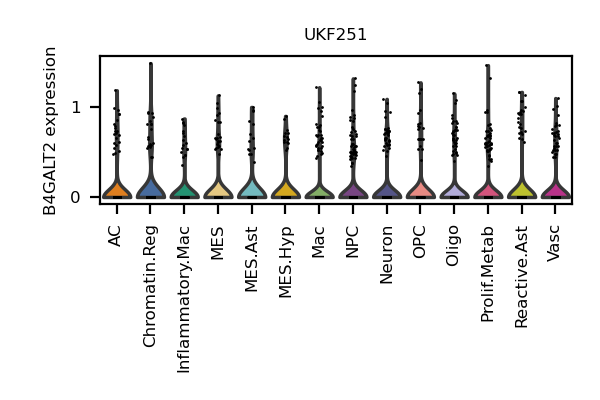 UKF251
B4GALT2 expression
1
0
AC
Chromatin.Reg
Inflammatory.Mac
MES
MES.Ast
MES.Hyp
Mac
NPC
Neuron
OPC
Oligo
Prolif.Metab
Reactive.Ast
Vasc